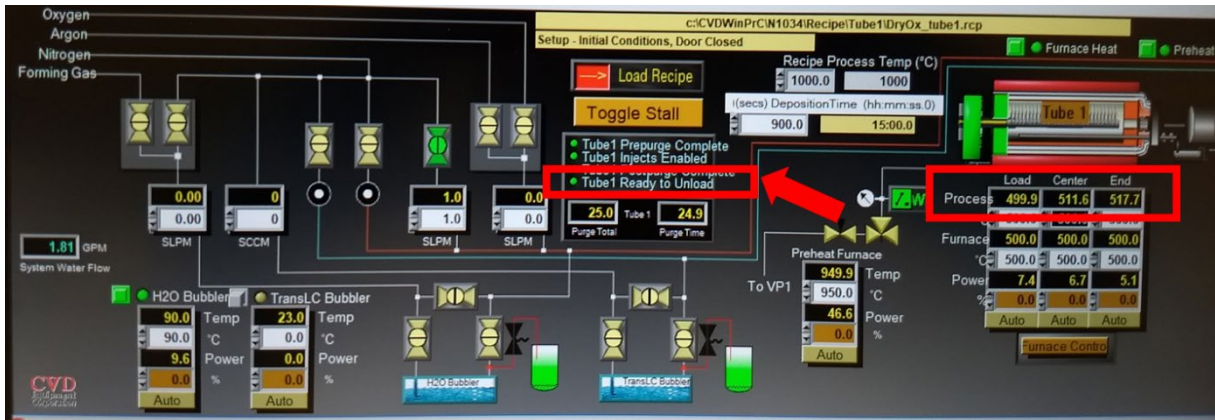 c:\CVDWinPrC\N1034\Recipe\Tube1\DryOx_tube1.rcp
Setup - Initial Conditions, Door Closed
Oxygen
Argon
Nitrogen
Forming Gas
Load Recipe
Toggle Stall
Recipe Process Temp (°C)
1000.0 1000
(secs) DepositionTime (hh:mm:ss.0)
900.0 15:00.0
Furnace Heat
Preheat
Tube 1
Tube1 Prepurge Complete
Tube1 Injects Enabled
Tube1 Postpurge Complete
Tube1 Ready to Unload
25.0 Tube 1 24.9
Purge Total Purge Time
0.00 0 1.0 0.0
0.00 0 1.0 0.0
SLPM SCCM SLPM SLPM
1.81 GPM
System Water Flow
Load Center End
Process 499.9 511.6 517.7
Furnace 500.0 500.0 500.0
°C 500.0 500.0 500.0
Power 7.4 6.7 5.1
% 0.0 0.0 0.0
Auto Auto Auto
Furnace Control
To VP1
Preheat Furnace
949.9 Temp
950.0 °C
46.6 Power
0.0 %
Auto
H2O Bubbler
90.0 Temp
90.0 °C
9.6 Power
0.0 %
Auto
TransLC Bubbler
23.0 Temp
0.0 °C
0.0 Power
0.0 %
Auto
H2O Bubbler
TransLC Bubbler
CVD
Equipment
Corporation